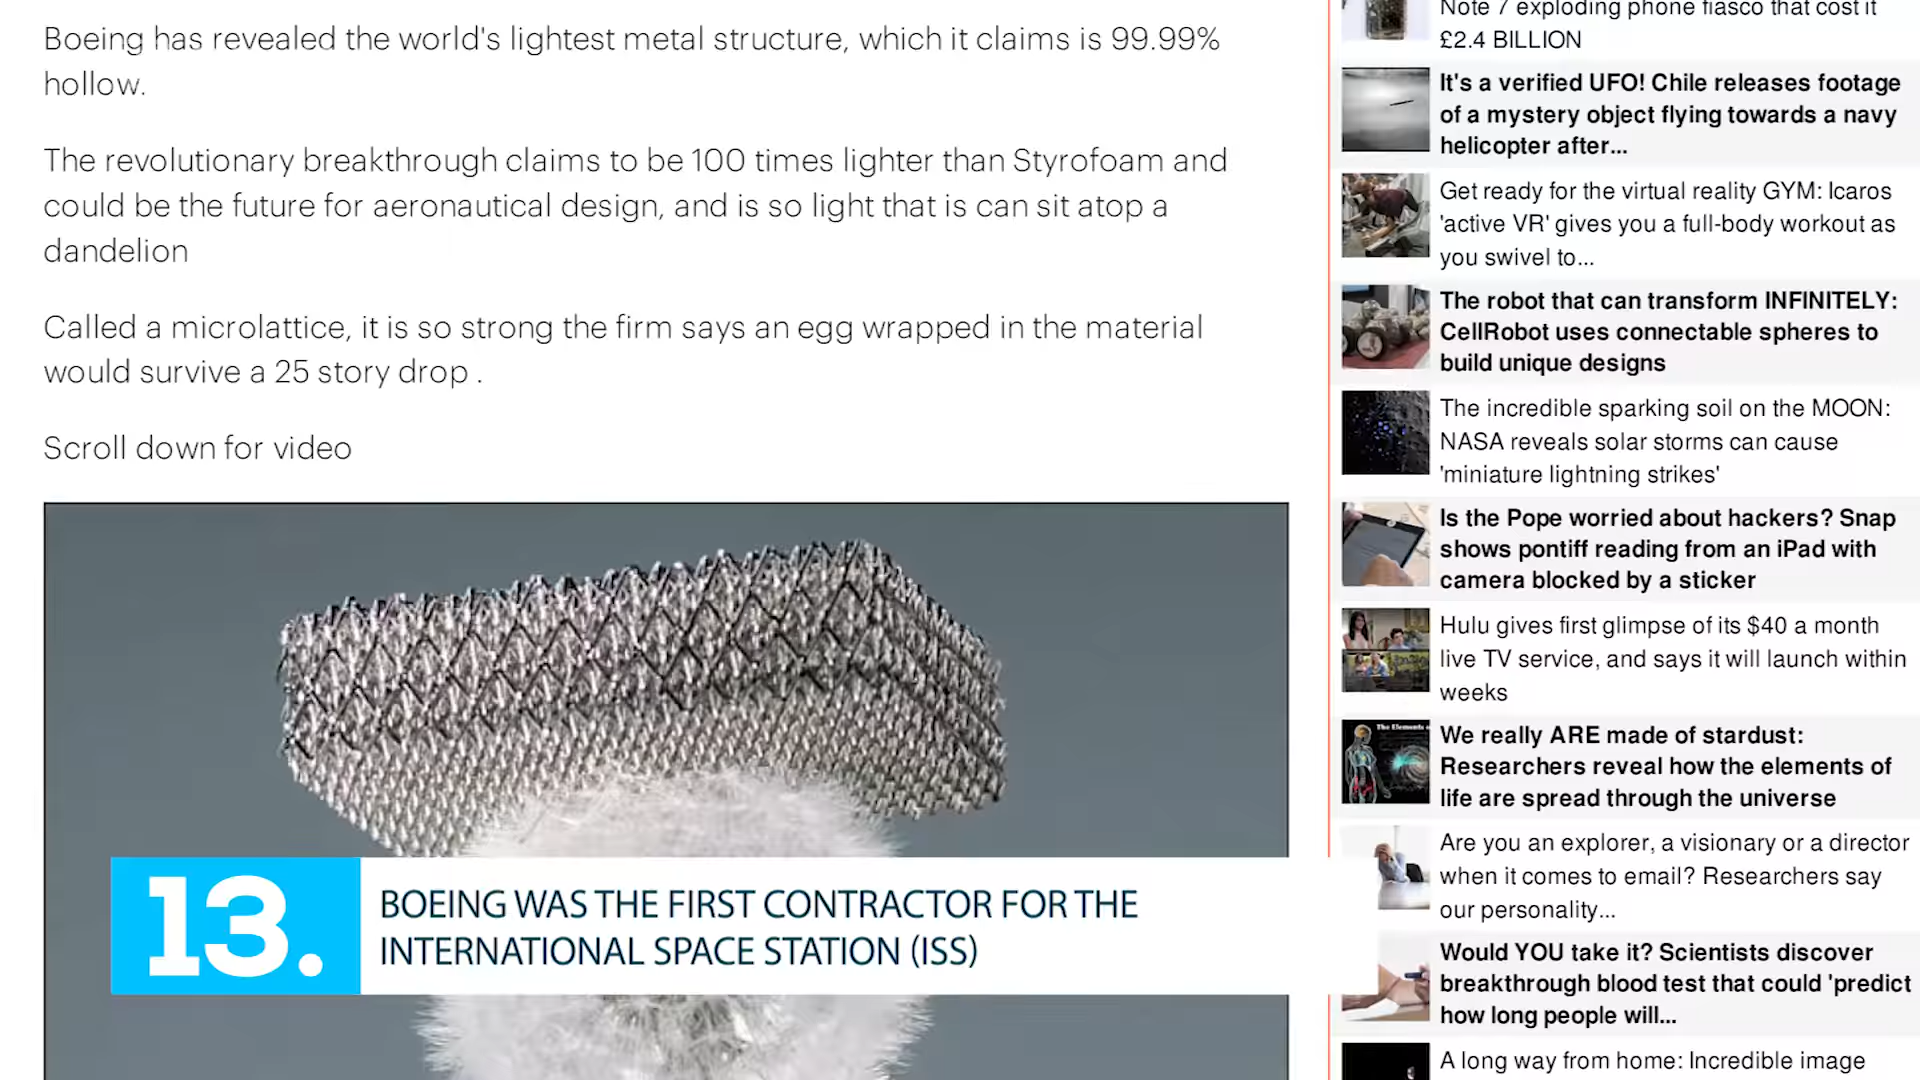 Boeing has revealed the world's lightest metal structure, which it claims is 99.99%
hollow.
The revolutionary breakthrough claims to be 100 times lighter than Styrofoam and
could be the future for aeronautical design, and is so light that is can sit atop a
dandelion
Called a microlattice, it is so strong the firm says an egg wrapped in the material
would survive a 25 story drop .
Scroll down for video
13.
BOEING WAS THE FIRST CONTRACTOR FOR THE
INTERNATIONAL SPACE STATION (ISS)
Note 7 exploding phone fiasco that cost it
£2.4 BILLION
It's a verified UFO! Chile releases footage
of a mystery object flying towards a navy
helicopter after...
Get ready for the virtual reality GYM: Icaros
'active VR' gives you a full-body workout as
you swivel to...
The robot that can transform INFINITELY:
CellRobot uses connectable spheres to
build unique designs
The incredible sparking soil on the MOON:
NASA reveals solar storms can cause
'miniature lightning strikes'
Is the Pope worried about hackers? Snap
shows pontiff reading from an iPad with
camera blocked by a sticker
Hulu gives first glimpse of its $40 a month
live TV service, and says it will launch within
weeks
The Elements
We really ARE made of stardust:
Researchers reveal how the elements of
life are spread through the universe
Are you an explorer, a visionary or a director
when it comes to email? Researchers say
our personality...
Would YOU take it? Scientists discover
breakthrough blood test that could 'predict
how long people will...
A long way from home: Incredible image